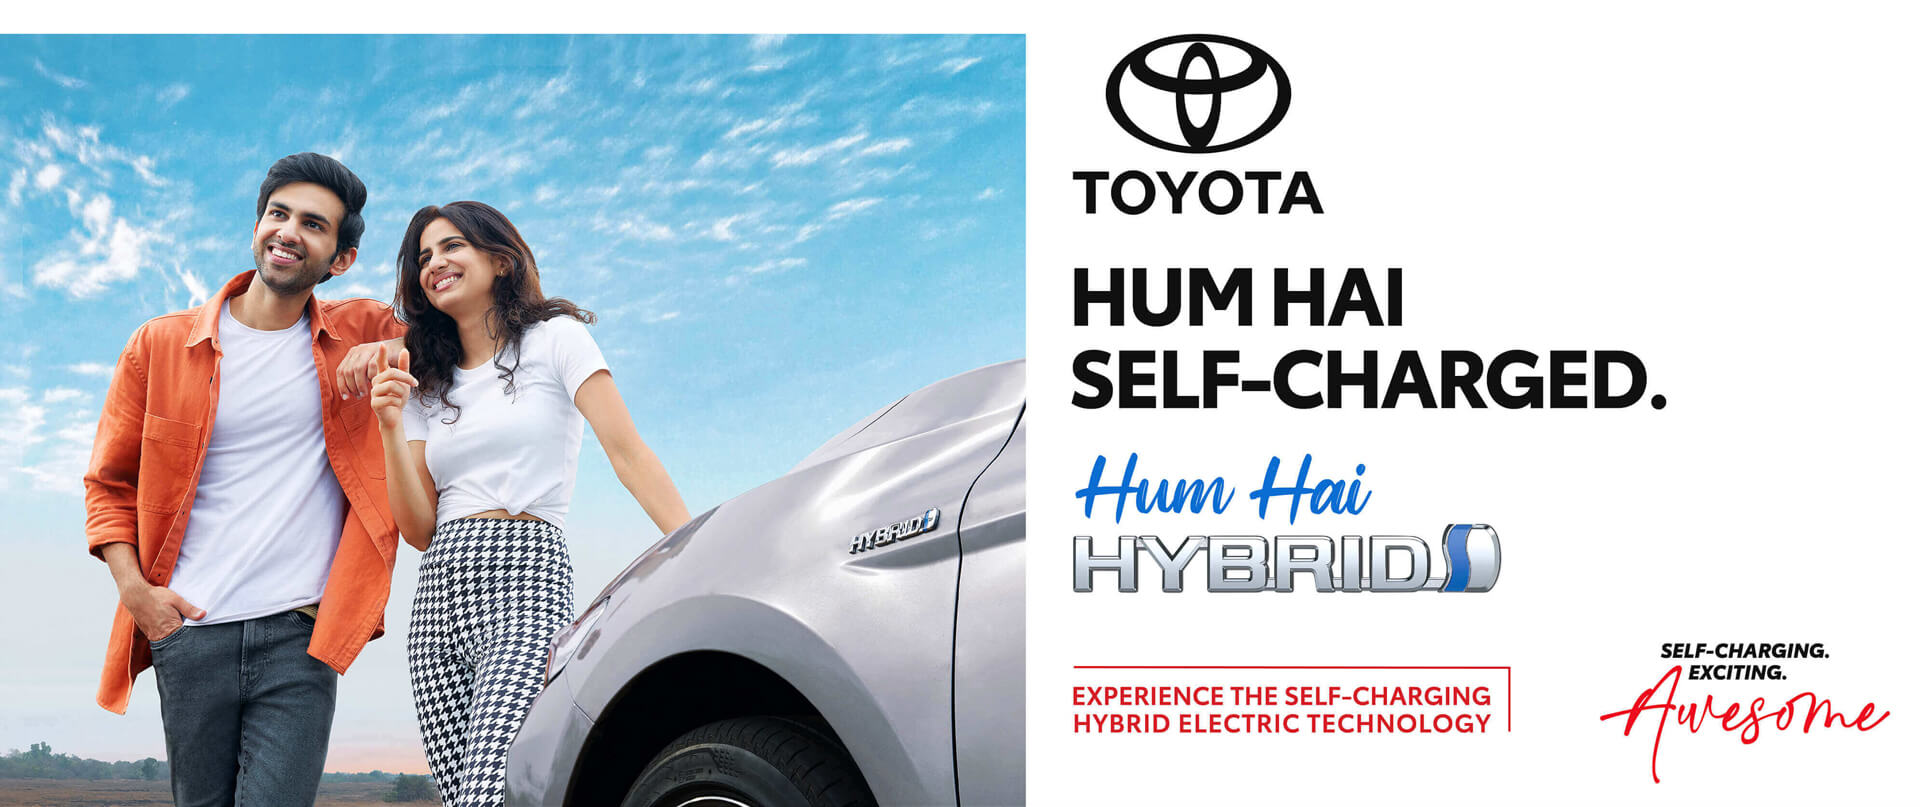 HYBRID
TOYOTA
HUM HAI
SELF-CHARGED.
Hum Hai
HYBRID
EXPERIENCE THE SELF-CHARGING
HYBRID ELECTRIC TECHNOLOGY
SELF-CHARGING.
EXCITING.
Awesome